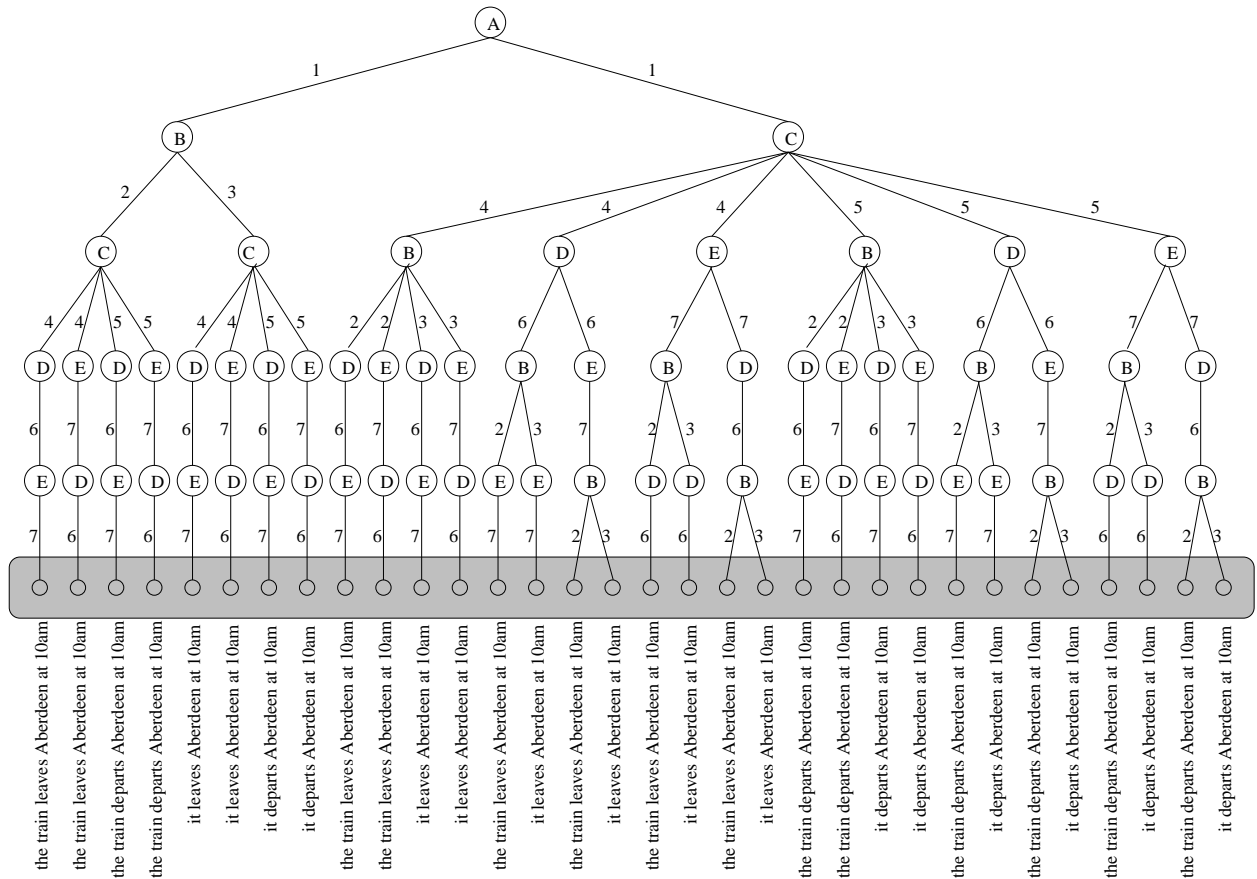 A
1 1
B C
2 3 4 4 4 5 5 5
C C B D E B D E
4 4 5 5 4 4 5 5 2 2 3 3 6 6 7 7 2 2 3 3 6 6 7 7
D E D E D E D E D E D E B E B D D E D E B E B D
6 7 6 7 6 7 6 7 6 7 6 7 2 3 7 2 3 6 6 7 6 7 2 3 7 2 3 6
E D E D E D E D E D E D E E B D D B E D E D E E B D D B
7 6 7 6 7 6 7 6 7 6 7 6 7 7 2 3 6 6 2 3 7 6 7 6 7 7 2 3 6 6 2 3
the train leaves Aberdeen at 10am
the train leaves Aberdeen at 10am
the train departs Aberdeen at 10am
the train departs Aberdeen at 10am
it leaves Aberdeen at 10am
it leaves Aberdeen at 10am
it departs Aberdeen at 10am
it departs Aberdeen at 10am
the train leaves Aberdeen at 10am
the train leaves Aberdeen at 10am
it leaves Aberdeen at 10am
it leaves Aberdeen at 10am
the train leaves Aberdeen at 10am
it leaves Aberdeen at 10am
the train leaves Aberdeen at 10am
it leaves Aberdeen at 10am
the train leaves Aberdeen at 10am
it leaves Aberdeen at 10am
the train leaves Aberdeen at 10am
it leaves Aberdeen at 10am
the train departs Aberdeen at 10am
the train departs Aberdeen at 10am
it departs Aberdeen at 10am
it departs Aberdeen at 10am
the train departs Aberdeen at 10am
it departs Aberdeen at 10am
the train departs Aberdeen at 10am
it departs Aberdeen at 10am
the train departs Aberdeen at 10am
it departs Aberdeen at 10am
the train departs Aberdeen at 10am
it departs Aberdeen at 10am